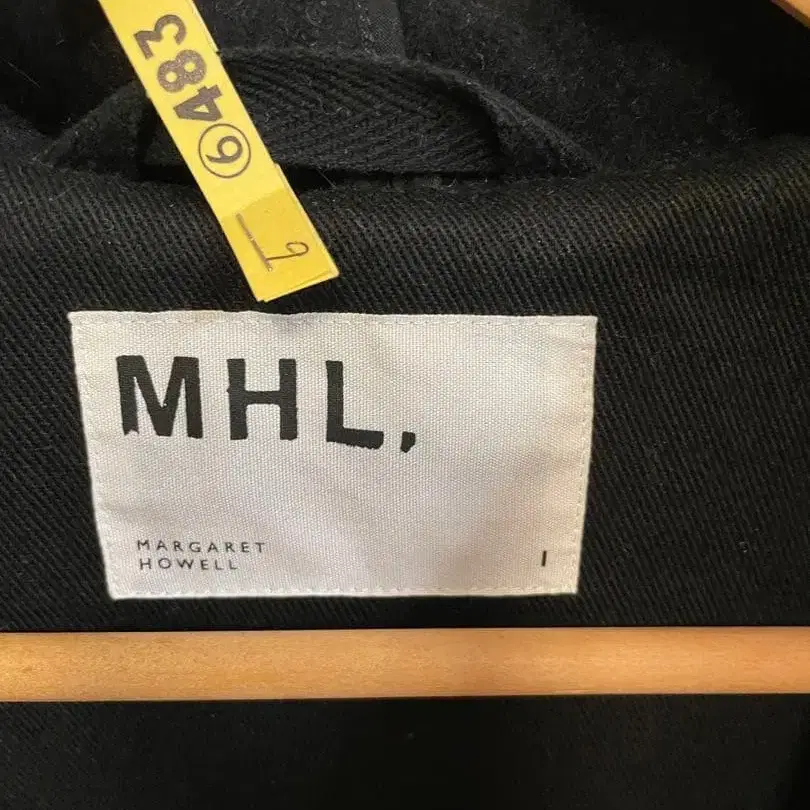 ⑥483
MHL.
MARGARET
HOWELL
I